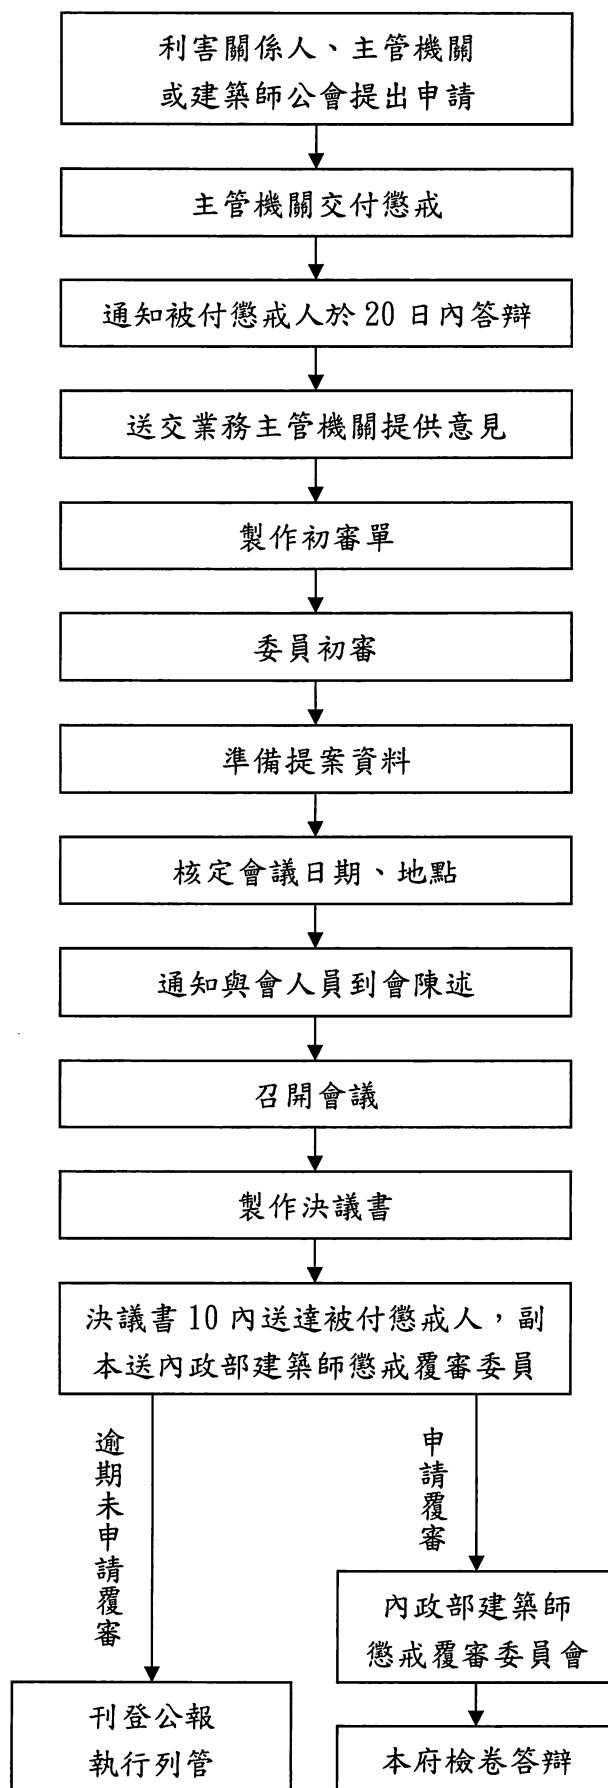 利害關係人、主管機關
或建築師公會提出申請
主管機關交付懲戒
通知被付懲戒人於 20 日內答辯
送交業務主管機關提供意見
製作初審單
委員初審
準備提案資料
核定會議日期、地點
通知與會人員到會陳述
召開會議
製作決議書
決議書 10 內送達被付懲戒人，副
本送內政部建築師懲戒覆審委員
逾期未申請覆審
申請覆審
內政部建築師
懲戒覆審委員會
刊登公報
執行列管
本府檢卷答辯